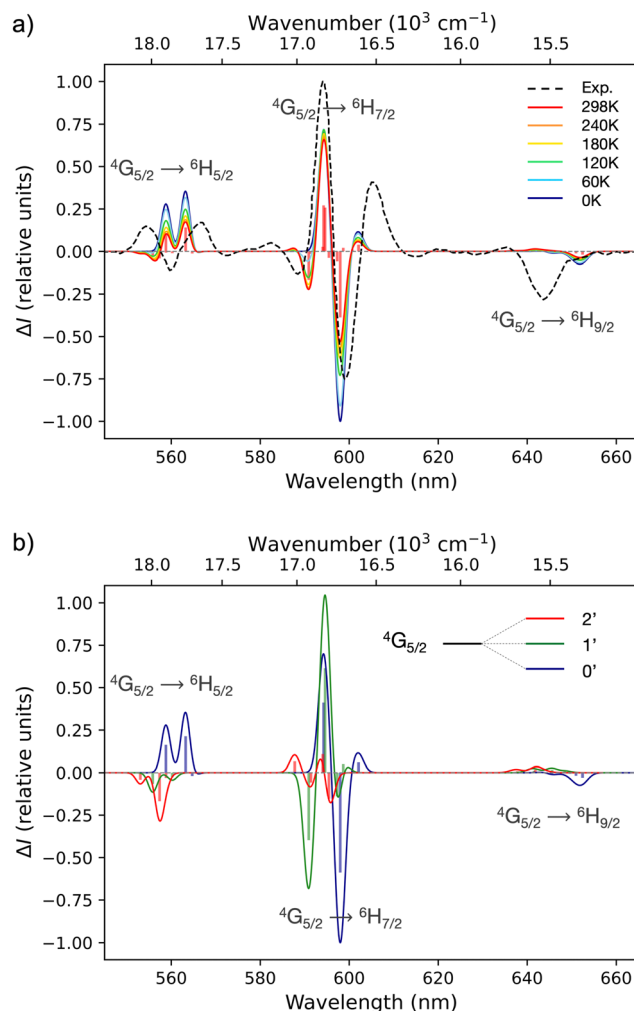 a)
Wavenumber (10³ cm⁻¹)
18.0 17.5 17.0 16.5 16.0 15.5
1.00
0.75
0.50
0.25
0.00
−0.25
−0.50
−0.75
−1.00
ΔI (relative units)
⁴G₅/₂ → ⁶H₅/₂
⁴G₅/₂ → ⁶H₇/₂
⁴G₅/₂ → ⁶H₉/₂
Exp.
298K
240K
180K
120K
60K
0K
560 580 600 620 640 660
Wavelength (nm)
b)
Wavenumber (10³ cm⁻¹)
18.0 17.5 17.0 16.5 16.0 15.5
1.00
0.75
0.50
0.25
0.00
−0.25
−0.50
−0.75
−1.00
ΔI (relative units)
⁴G₅/₂ → ⁶H₅/₂
⁴G₅/₂
2’
1’
0’
⁴G₅/₂ → ⁶H₉/₂
⁴G₅/₂ → ⁶H₇/₂
560 580 600 620 640 660
Wavelength (nm)